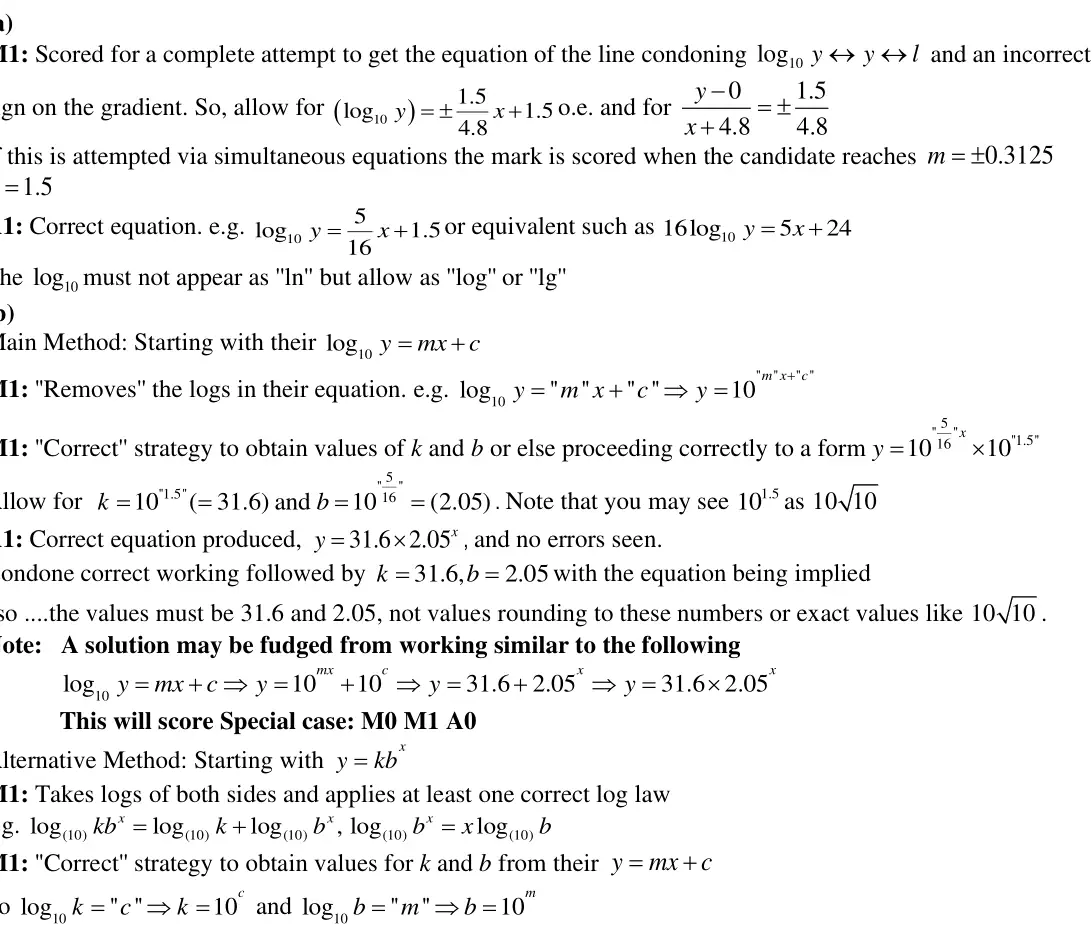 a)
M1: Scored for a complete attempt to get the equation of the line condoning log₁₀ y ↔ y ↔ l and an incorrect
ign on the gradient. So, allow for (log₁₀ y) = ± 1.5/4.8 x + 1.5 o.e. and for (y − 0)/(x + 4.8) = ± 1.5/4.8
f this is attempted via simultaneous equations the mark is scored when the candidate reaches m = ±0.3125
= 1.5
A1: Correct equation. e.g. log₁₀ y = 5/16 x + 1.5 or equivalent such as 16log₁₀ y = 5x + 24
he log₁₀ must not appear as "ln" but allow as "log" or "lg"
b)
Main Method: Starting with their log₁₀ y = mx + c
M1: "Removes" the logs in their equation. e.g. log₁₀ y = "m" x + "c" ⇒ y = 10^("m" x+"c")
M1: "Correct" strategy to obtain values of k and b or else proceeding correctly to a form y = 10^("5/16" x) × 10^("1.5")
Allow for k = 10^("1.5") (= 31.6) and b = 10^("5/16") = (2.05). Note that you may see 10^1.5 as 10√10
A1: Correct equation produced, y = 31.6 × 2.05^x, and no errors seen.
ondone correct working followed by k = 31.6, b = 2.05 with the equation being implied
so ....the values must be 31.6 and 2.05, not values rounding to these numbers or exact values like 10√10.
Note: A solution may be fudged from working similar to the following
log₁₀ y = mx + c ⇒ y = 10^(mx) + 10^c ⇒ y = 31.6 + 2.05^x ⇒ y = 31.6 × 2.05^x
This will score Special case: M0 M1 A0
Alternative Method: Starting with y = kb^x
M1: Takes logs of both sides and applies at least one correct log law
g. log₍₁₀₎ kb^x = log₍₁₀₎ k + log₍₁₀₎ b^x, log₍₁₀₎ b^x = x log₍₁₀₎ b
M1: "Correct" strategy to obtain values for k and b from their y = mx + c
o log₁₀ k = "c" ⇒ k = 10^c and log₁₀ b = "m" ⇒ b = 10^m